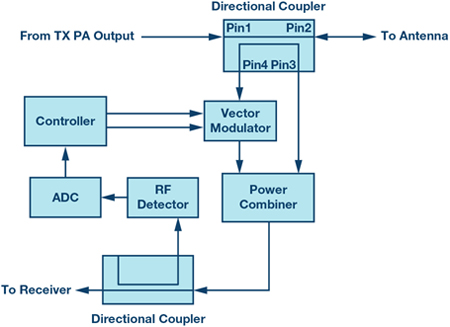 Directional Coupler
From TX PA Output
Pin1
Pin2
To Antenna
Pin4 Pin3
Controller
Vector
Modulator
ADC
RF
Detector
Power
Combiner
To Receiver
Directional Coupler